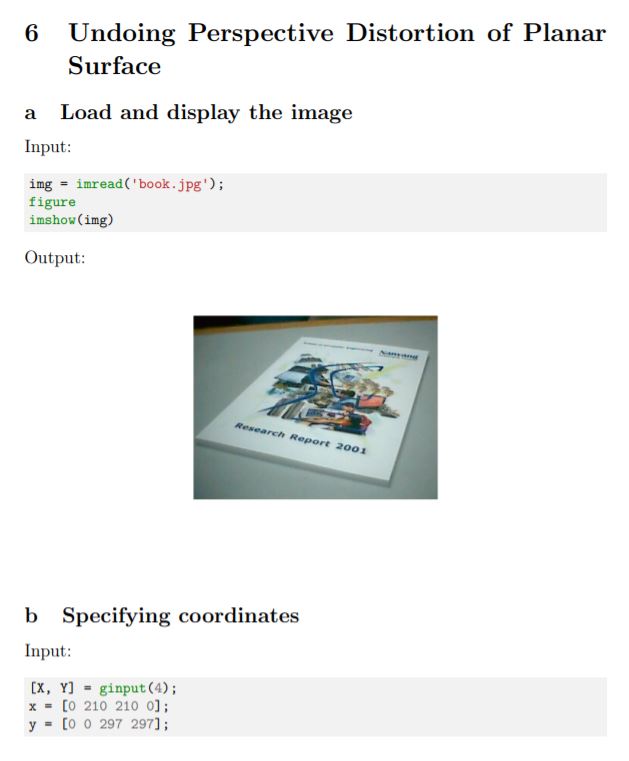 6 Undoing Perspective Distortion of Planar
Surface
a Load and display the image
Input:
img = imread('book.jpg');
figure
imshow(img)
Output:
Nanyang
Research Report 2001
b Specifying coordinates
Input:
[X, Y] = ginput(4);
x = [0 210 210 0];
y = [0 0 297 297];